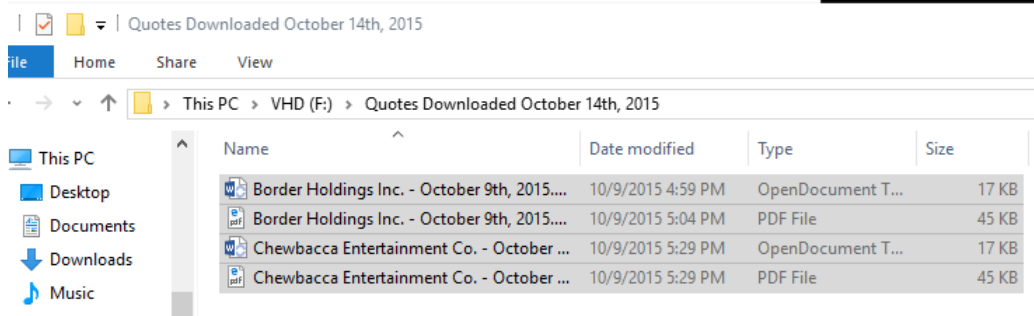 Quotes Downloaded October 14th, 2015
File Home Share View
This PC > VHD (F:) > Quotes Downloaded October 14th, 2015
This PC
Desktop
Documents
Downloads
Music
Name Date modified Type Size
Border Holdings Inc. - October 9th, 2015.... 10/9/2015 4:59 PM OpenDocument T... 17 KB
Border Holdings Inc. - October 9th, 2015.... 10/9/2015 5:04 PM PDF File 45 KB
Chewbacca Entertainment Co. - October ... 10/9/2015 5:29 PM OpenDocument T... 17 KB
Chewbacca Entertainment Co. - October ... 10/9/2015 5:29 PM PDF File 45 KB